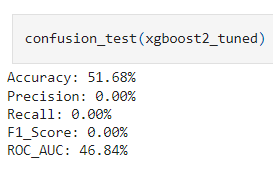 confusion_test(xgboost2_tuned)
Accuracy: 51.68%
Precision: 0.00%
Recall: 0.00%
F1_Score: 0.00%
ROC_AUC: 46.84%